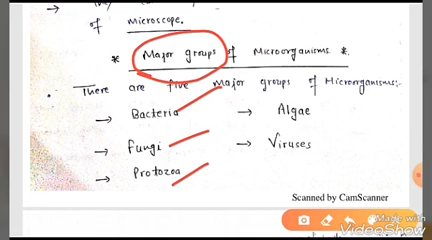 of microscope.
* Major groups of Microorganisms *
• There are five major groups of Microorganisms:-
→ Bacteria → Algae
→ Fungi → Viruses
→ Protozoa
Scanned by CamScanner
Made with
VideoShow